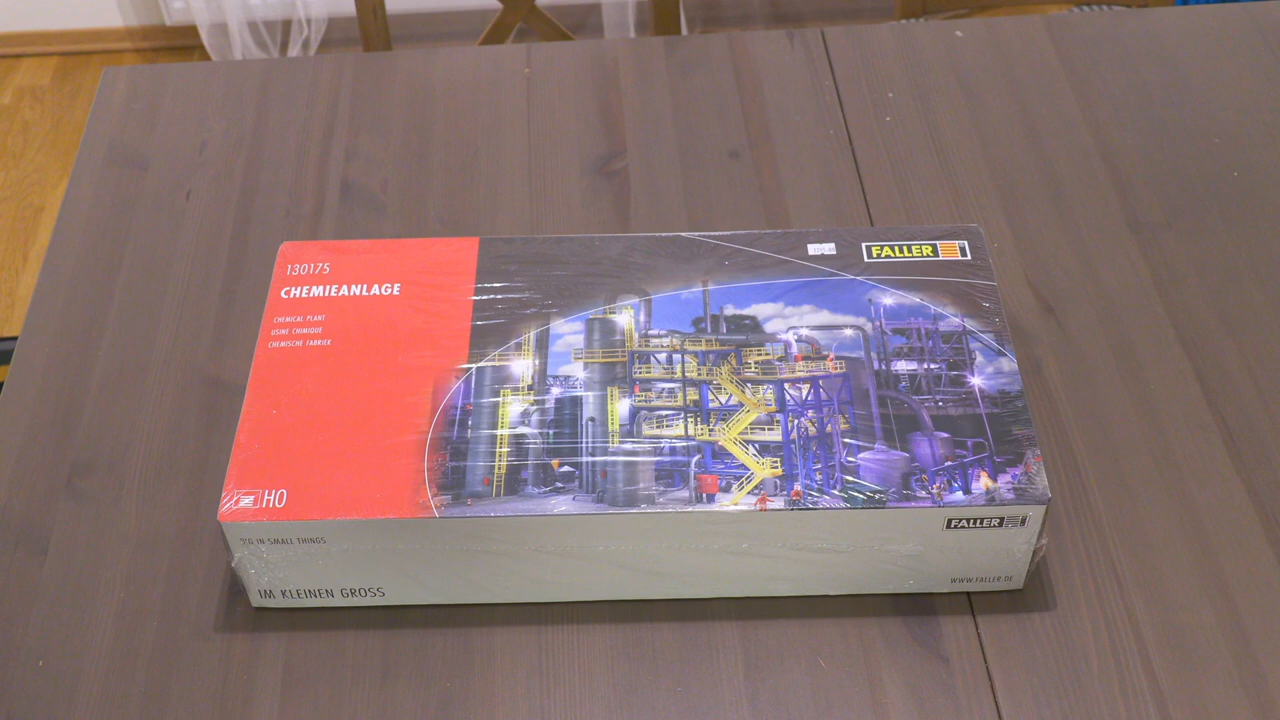 130175
CHEMIEANLAGE
CHEMICAL PLANT
USINE CHIMIQUE
CHEMISCHE FABRIEK
H0
FALLER
FALLER
IN SMALL THINGS
IM KLEINEN GROSS
WWW.FALLER.DE